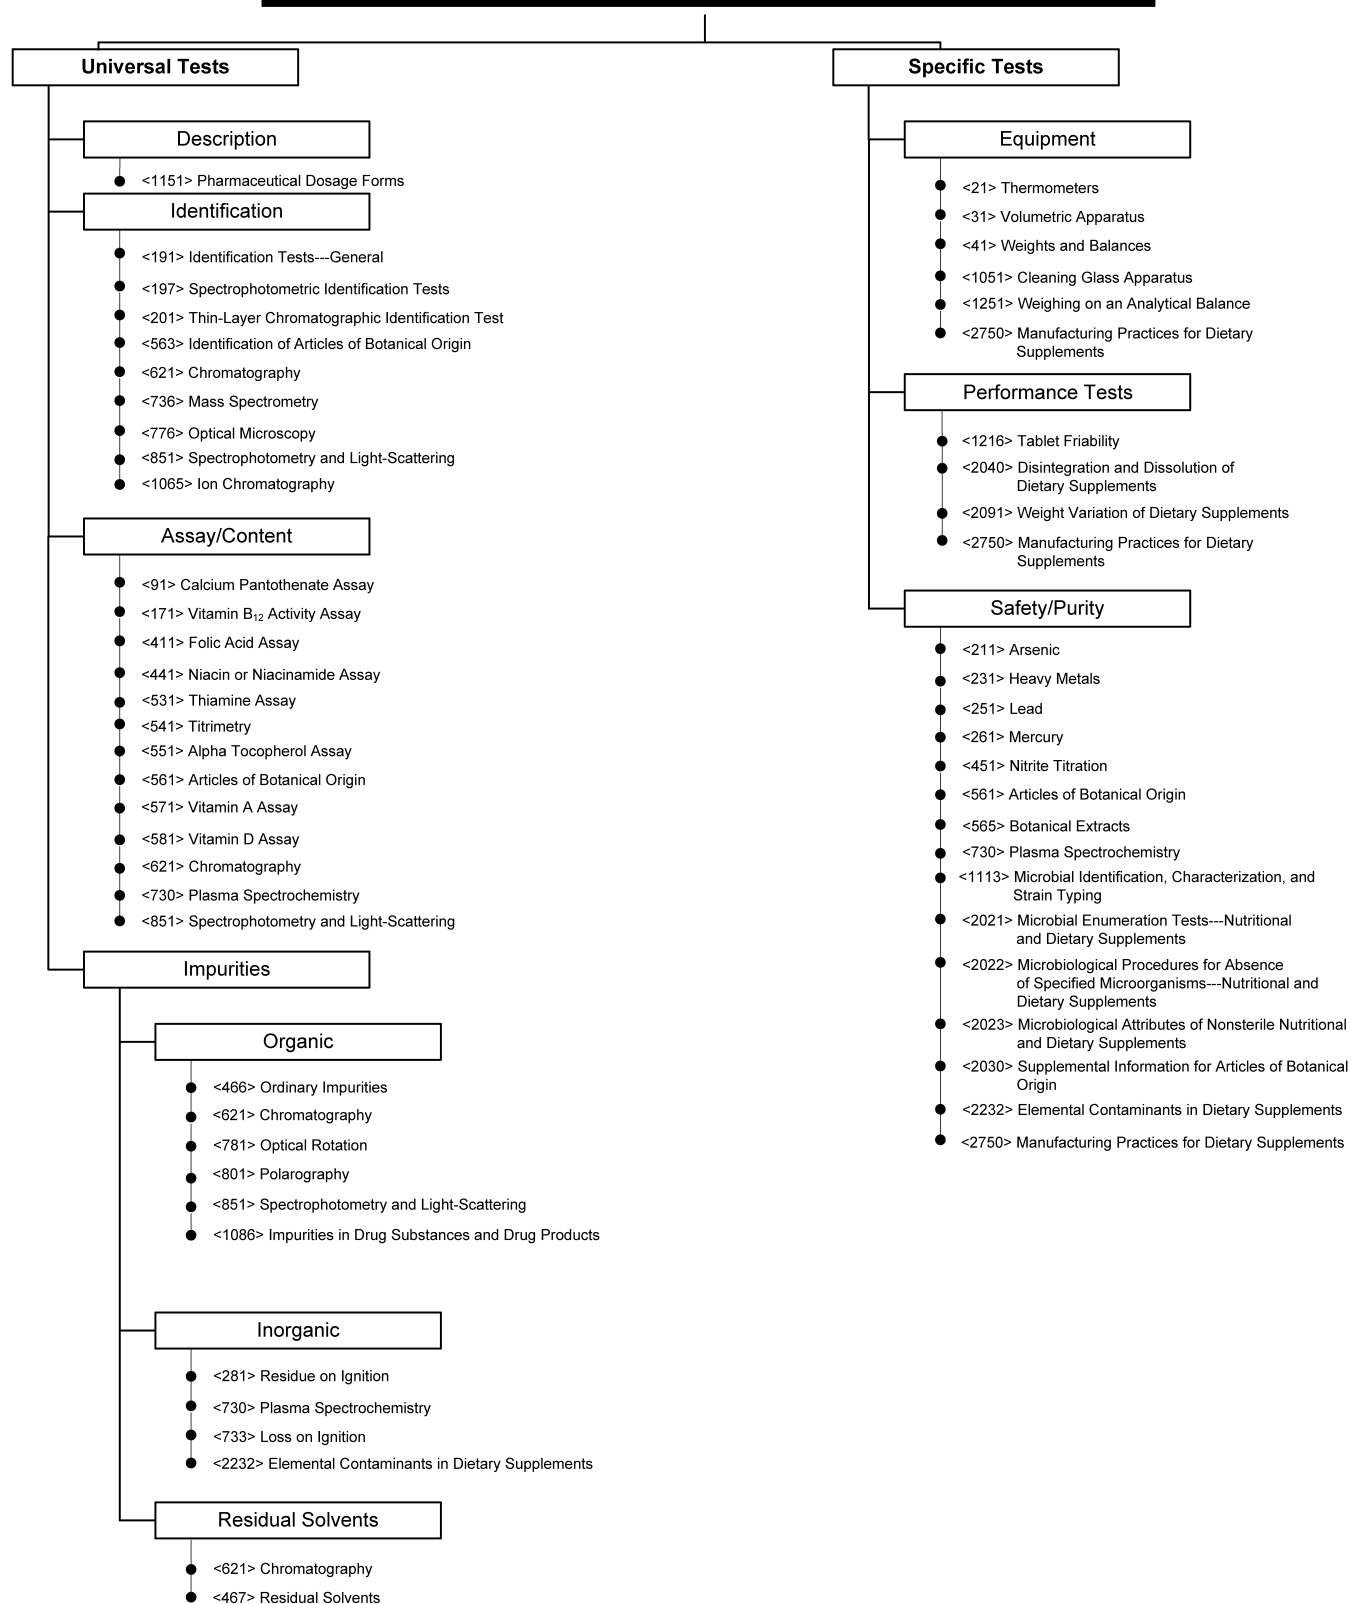 Universal Tests
Description
<1151> Pharmaceutical Dosage Forms
Identification
<191> Identification Tests---General
<197> Spectrophotometric Identification Tests
<201> Thin-Layer Chromatographic Identification Test
<563> Identification of Articles of Botanical Origin
<621> Chromatography
<736> Mass Spectrometry
<776> Optical Microscopy
<851> Spectrophotometry and Light-Scattering
<1065> Ion Chromatography
Assay/Content
<91> Calcium Pantothenate Assay
<171> Vitamin B12 Activity Assay
<411> Folic Acid Assay
<441> Niacin or Niacinamide Assay
<531> Thiamine Assay
<541> Titrimetry
<551> Alpha Tocopherol Assay
<561> Articles of Botanical Origin
<571> Vitamin A Assay
<581> Vitamin D Assay
<621> Chromatography
<730> Plasma Spectrochemistry
<851> Spectrophotometry and Light-Scattering
Impurities
Organic
<466> Ordinary Impurities
<621> Chromatography
<781> Optical Rotation
<801> Polarography
<851> Spectrophotometry and Light-Scattering
<1086> Impurities in Drug Substances and Drug Products
Inorganic
<281> Residue on Ignition
<730> Plasma Spectrochemistry
<733> Loss on Ignition
<2232> Elemental Contaminants in Dietary Supplements
Residual Solvents
<621> Chromatography
<467> Residual Solvents
Specific Tests
Equipment
<21> Thermometers
<31> Volumetric Apparatus
<41> Weights and Balances
<1051> Cleaning Glass Apparatus
<1251> Weighing on an Analytical Balance
<2750> Manufacturing Practices for Dietary
Supplements
Performance Tests
<1216> Tablet Friability
<2040> Disintegration and Dissolution of
Dietary Supplements
<2091> Weight Variation of Dietary Supplements
<2750> Manufacturing Practices for Dietary
Supplements
Safety/Purity
<211> Arsenic
<231> Heavy Metals
<251> Lead
<261> Mercury
<451> Nitrite Titration
<561> Articles of Botanical Origin
<565> Botanical Extracts
<730> Plasma Spectrochemistry
<1113> Microbial Identification, Characterization, and
Strain Typing
<2021> Microbial Enumeration Tests---Nutritional
and Dietary Supplements
<2022> Microbiological Procedures for Absence
of Specified Microorganisms---Nutritional and
Dietary Supplements
<2023> Microbiological Attributes of Nonsterile Nutritional
and Dietary Supplements
<2030> Supplemental Information for Articles of Botanical
Origin
<2232> Elemental Contaminants in Dietary Supplements
<2750> Manufacturing Practices for Dietary Supplements